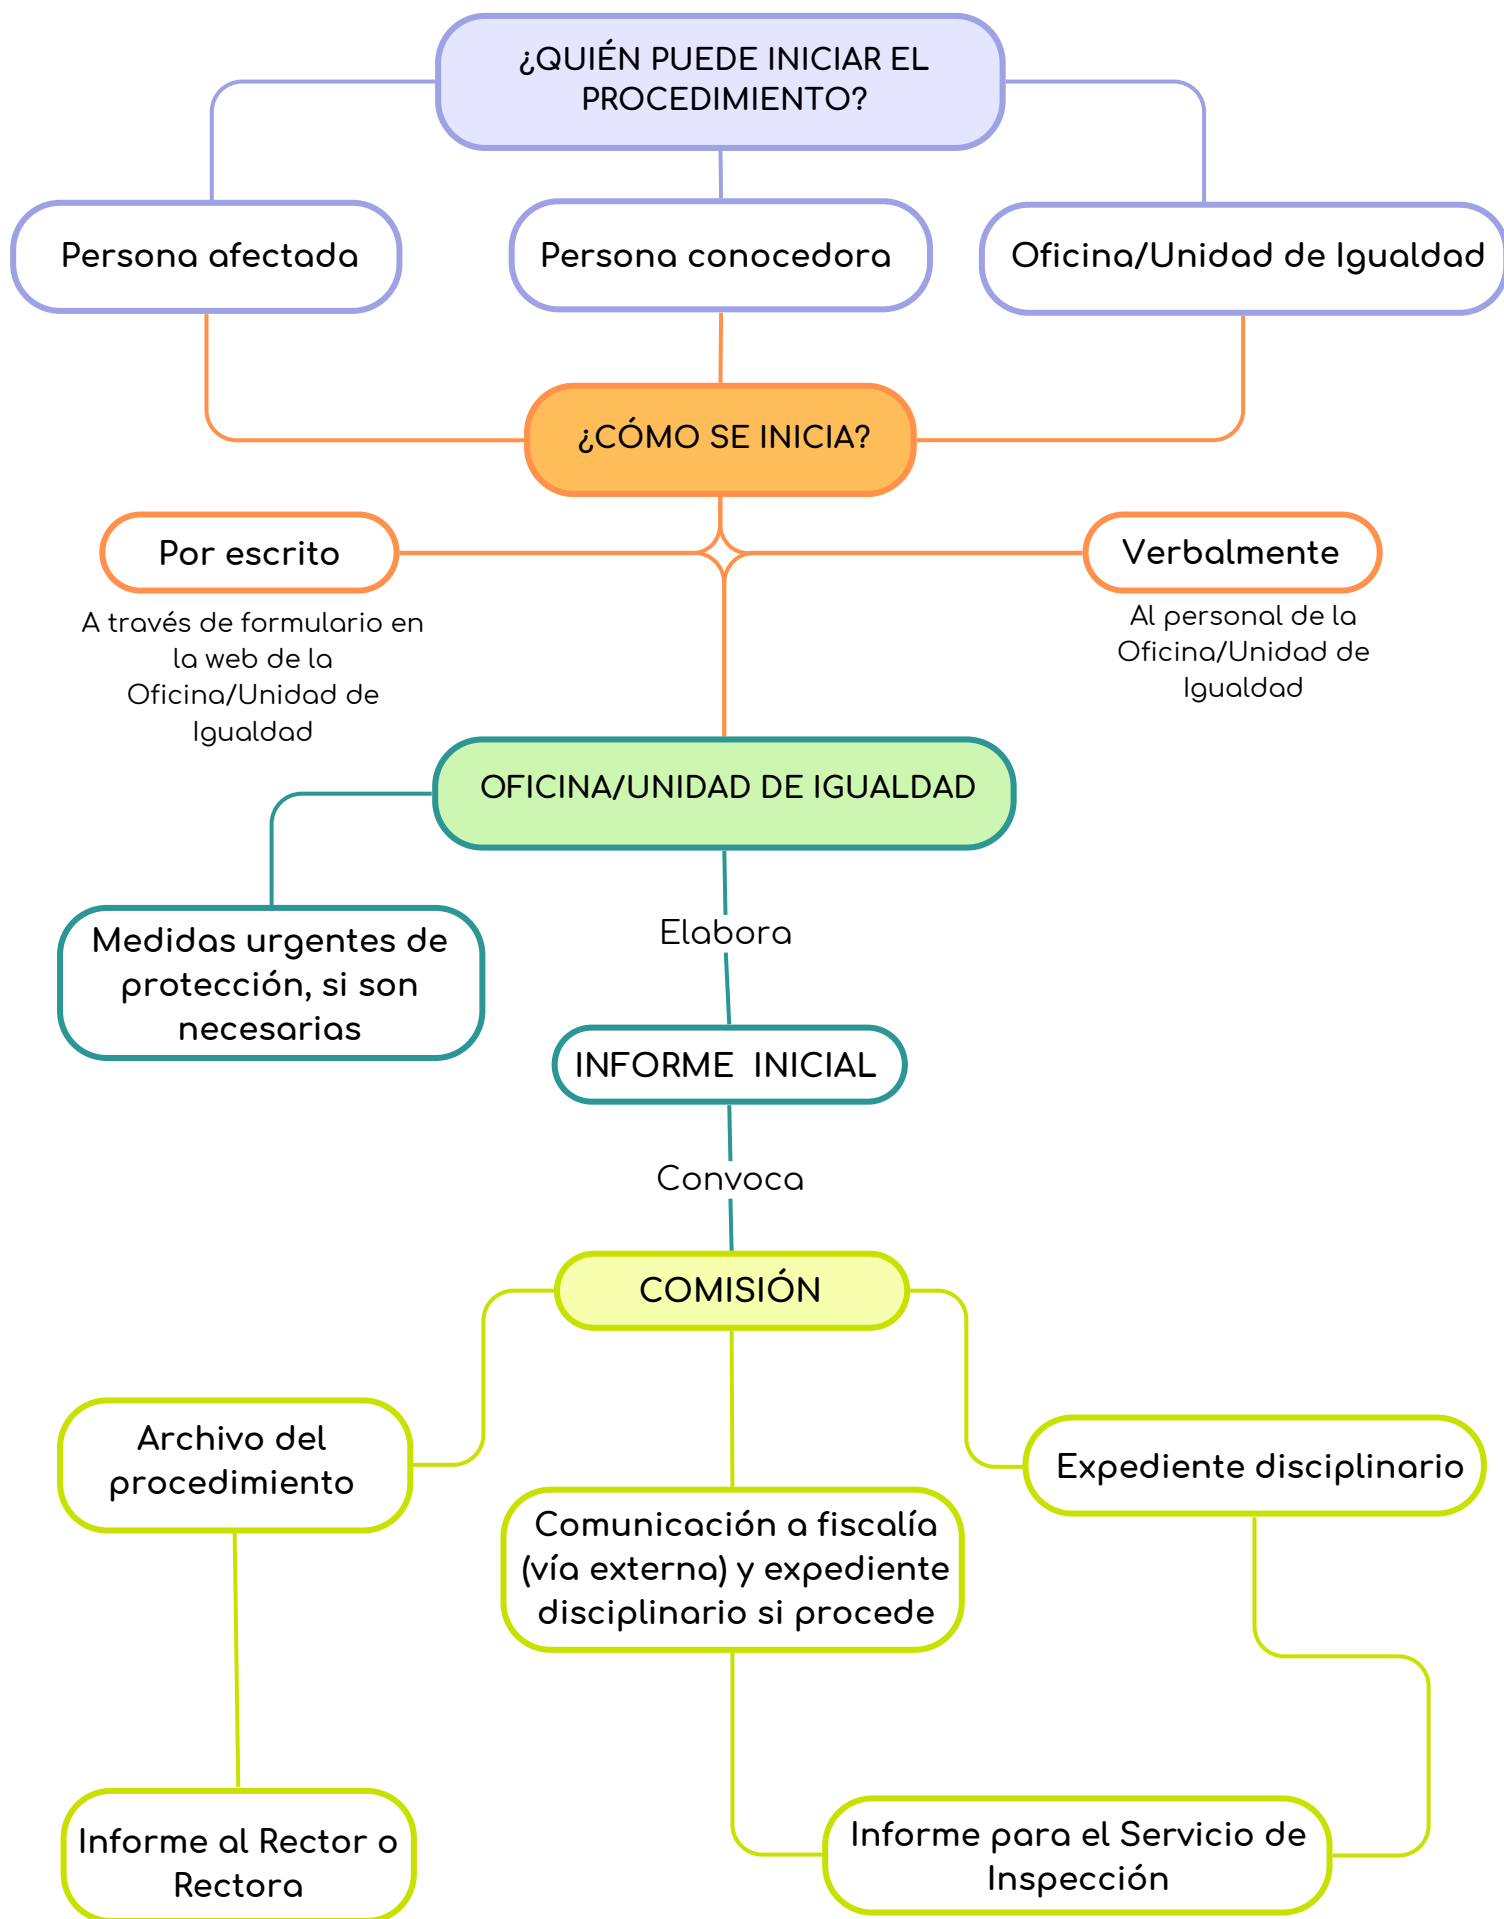 ¿QUIÉN PUEDE INICIAR EL
PROCEDIMIENTO?
Persona afectada
Persona conocedora
Oficina/Unidad de Igualdad
¿CÓMO SE INICIA?
Por escrito
Verbalmente
A través de formulario en
la web de la
Oficina/Unidad de
Igualdad
Al personal de la
Oficina/Unidad de
Igualdad
OFICINA/UNIDAD DE IGUALDAD
Medidas urgentes de
protección, si son
necesarias
Elabora
INFORME INICIAL
Convoca
COMISIÓN
Archivo del
procedimiento
Comunicación a fiscalía
(vía externa) y expediente
disciplinario si procede
Expediente disciplinario
Informe al Rector o
Rectora
Informe para el Servicio de
Inspección